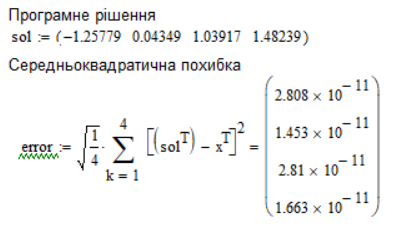 Програмне рішення
sol := (−1.25779 0.04349 1.03917 1.48239)
Середньоквадратична похибка
error := √(1/4 · ∑_{k = 1}^{4} [(sol^T) − x^T]^2) = (2.808 × 10^−11
1.453 × 10^−11
2.81 × 10^−11
1.663 × 10^−11)